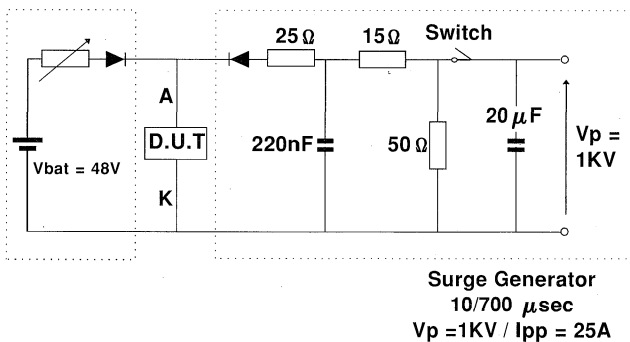 25Ω
15Ω
Switch
A
D.U.T
K
Vbat = 48V
220nF
50Ω
20μF
Vp =
1KV
Surge Generator
10/700 μsec
Vp =1KV / Ipp = 25A